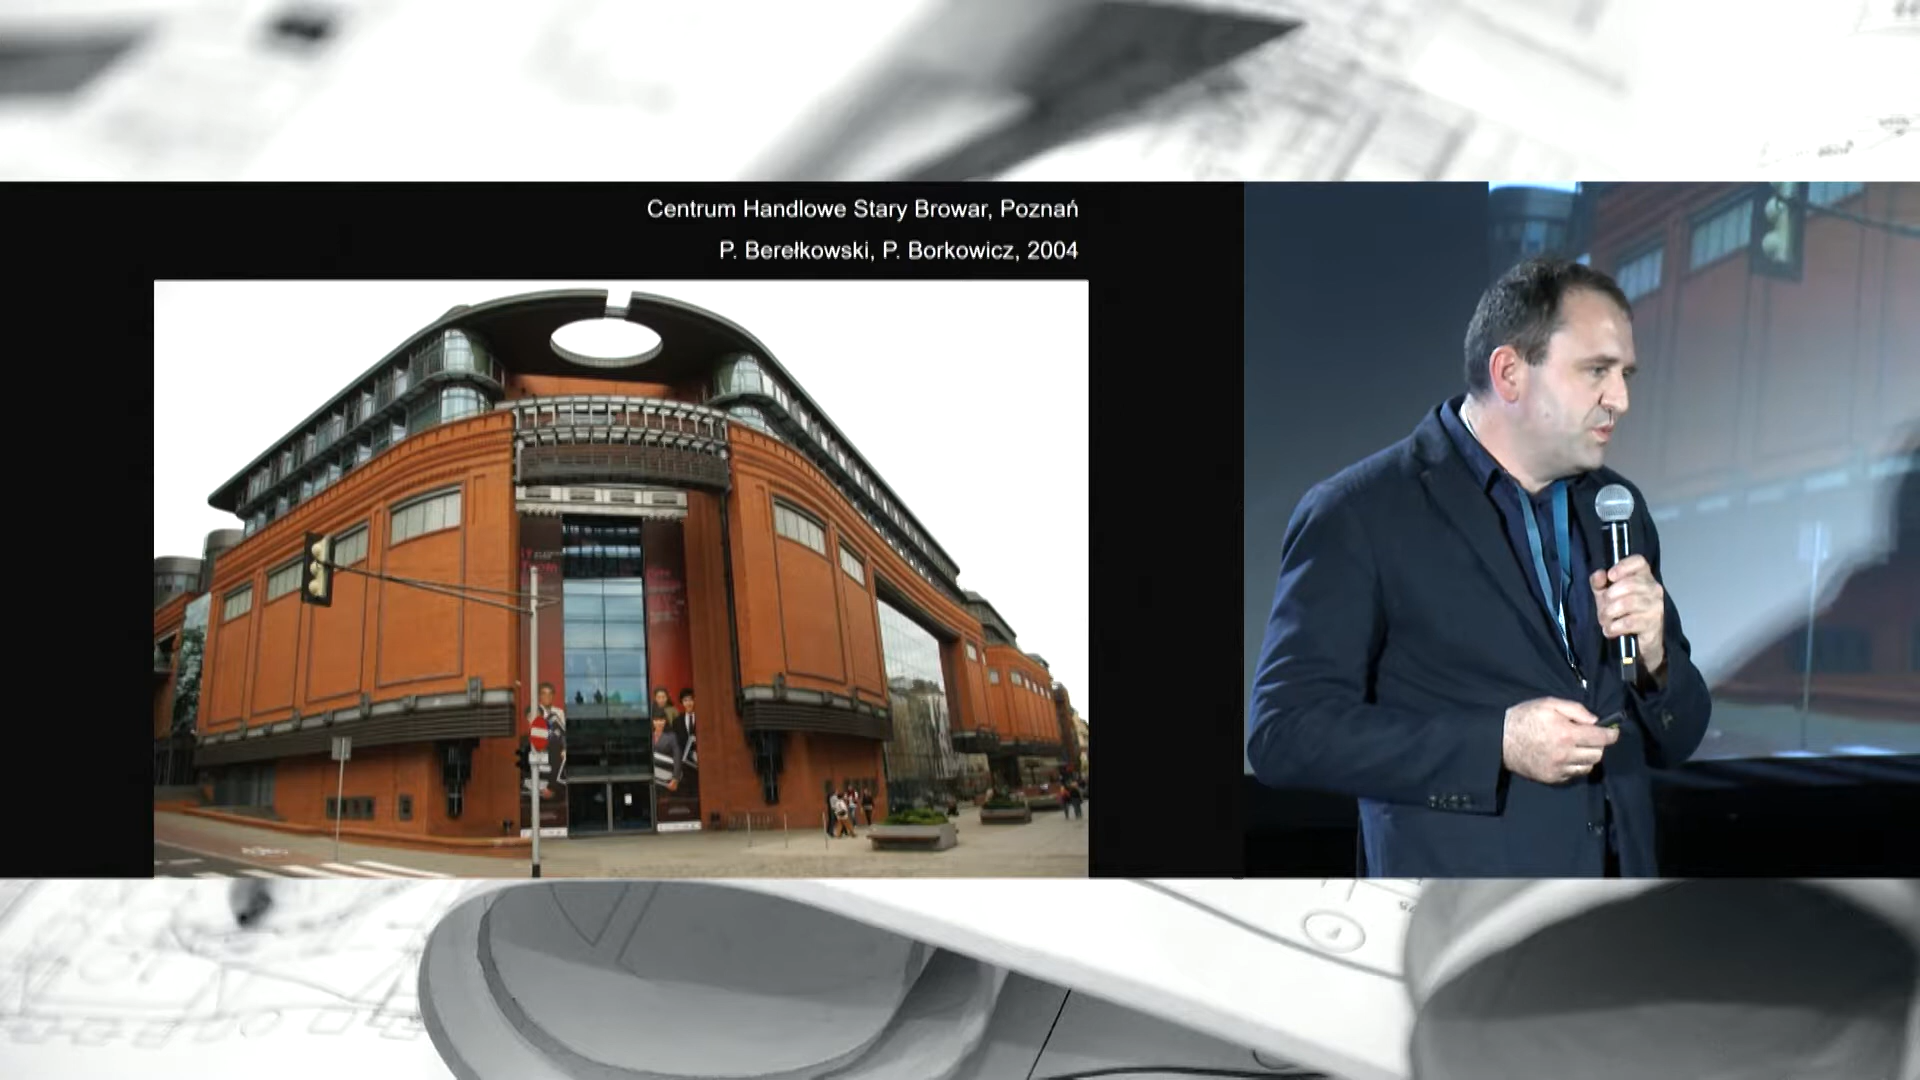 Centrum Handlowe Stary Browar, Poznań
P. Berełkowski, P. Borkowicz, 2004